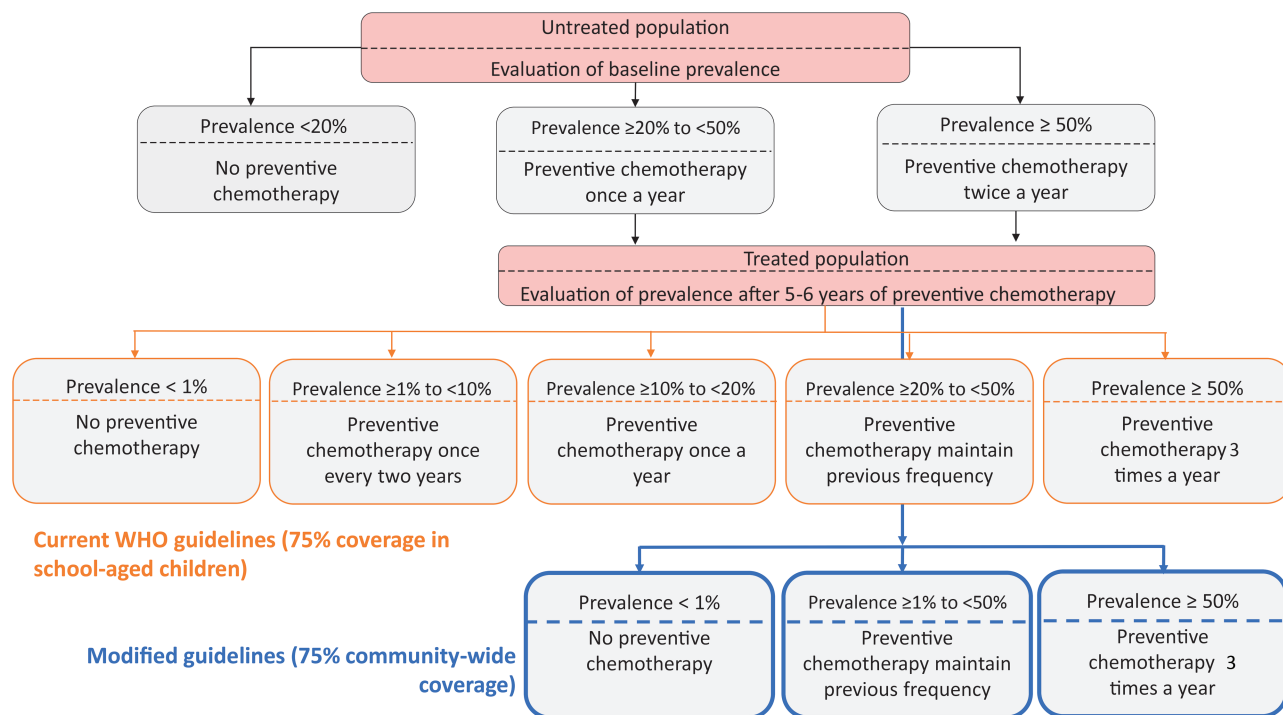 Untreated population
Evaluation of baseline prevalence
Prevalence <20%
No preventive
chemotherapy
Prevalence ≥20% to <50%
Preventive chemotherapy
once a year
Prevalence ≥ 50%
Preventive chemotherapy
twice a year
Treated population
Evaluation of prevalence after 5-6 years of preventive chemotherapy
Prevalence < 1%
No preventive
chemotherapy
Prevalence ≥1% to <10%
Preventive
chemotherapy once
every two years
Prevalence ≥10% to <20%
Preventive
chemotherapy once a
year
Prevalence ≥20% to <50%
Preventive
chemotherapy maintain
previous frequency
Prevalence ≥ 50%
Preventive
chemotherapy 3
times a year
Current WHO guidelines (75% coverage in
school-aged children)
Prevalence < 1%
No preventive
chemotherapy
Prevalence ≥1% to <50%
Preventive
chemotherapy maintain
previous frequency
Prevalence ≥ 50%
Preventive
chemotherapy 3
times a year
Modified guidelines (75% community-wide
coverage)